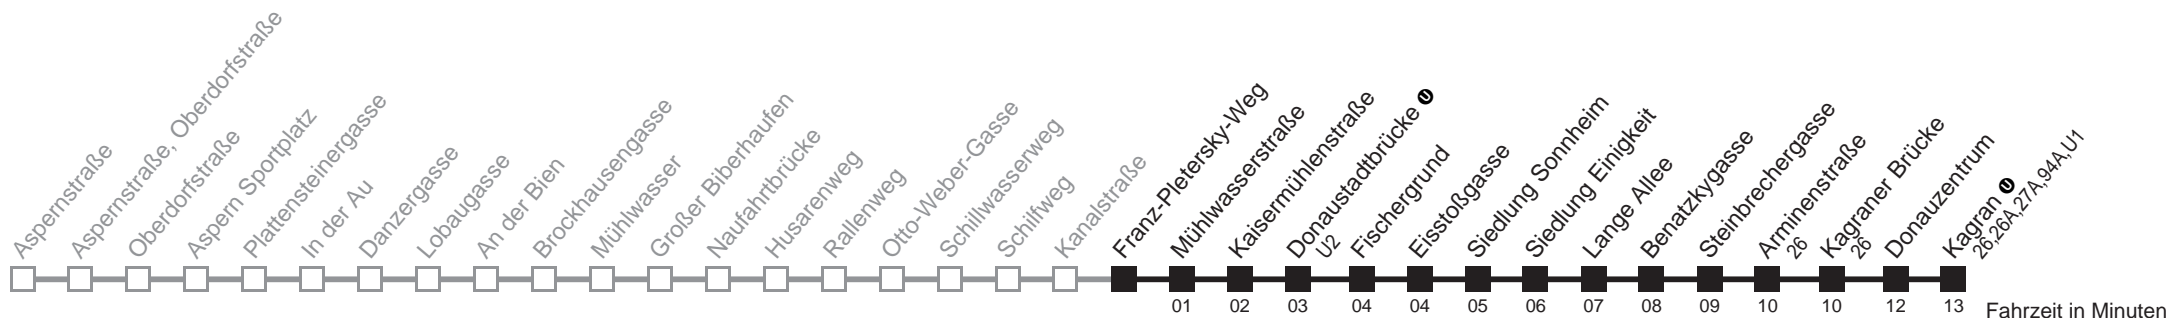 Aspernstraße
Aspernstraße, Oberdorfstraße
Oberdorfstraße
Aspern Sportplatz
Plattensteinergasse
In der Au
Danzergasse
Lobaugasse
An der Bien
Brockhausengasse
Mühlwasser
Großer Biberhaufen
Naufahrtbrücke
Husarenweg
Rallenweg
Otto-Weber-Gasse
Schillwasserweg
Schilfweg
Kanalstraße
Franz-Pletersky-Weg
Mühlwasserstraße
Kaisermühlenstraße
Donaustadtbrücke U
U2
Fischergrund
Eisstoßgasse
Siedlung Sonnheim
Siedlung Einigkeit
Lange Allee
Benatzkygasse
Steinbrechergasse
Arminenstraße
26
Kagraner Brücke
26
Donauzentrum
Kagran U
26,26A,27A,94A,U1
01 02 03 04 04 05 06 07 08 09 10 10 12 13 Fahrzeit in Minuten